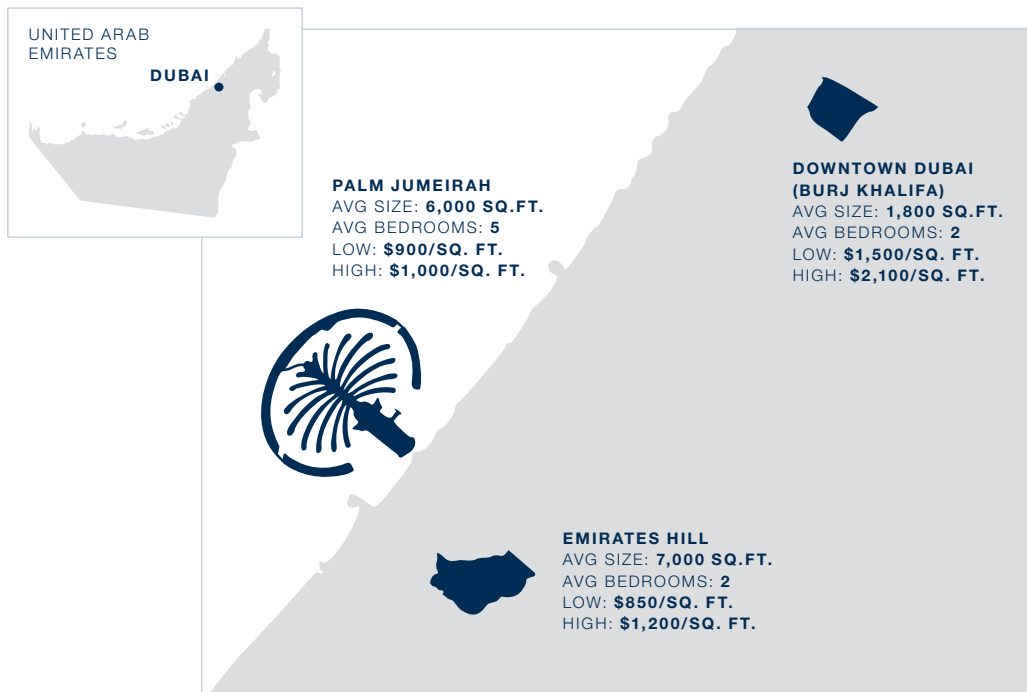 UNITED ARAB
EMIRATES
DUBAI
PALM JUMEIRAH
AVG SIZE: 6,000 SQ.FT.
AVG BEDROOMS: 5
LOW: $900/SQ. FT.
HIGH: $1,000/SQ. FT.
DOWNTOWN DUBAI
(BURJ KHALIFA)
AVG SIZE: 1,800 SQ.FT.
AVG BEDROOMS: 2
LOW: $1,500/SQ. FT.
HIGH: $2,100/SQ. FT.
EMIRATES HILL
AVG SIZE: 7,000 SQ.FT.
AVG BEDROOMS: 2
LOW: $850/SQ. FT.
HIGH: $1,200/SQ. FT.